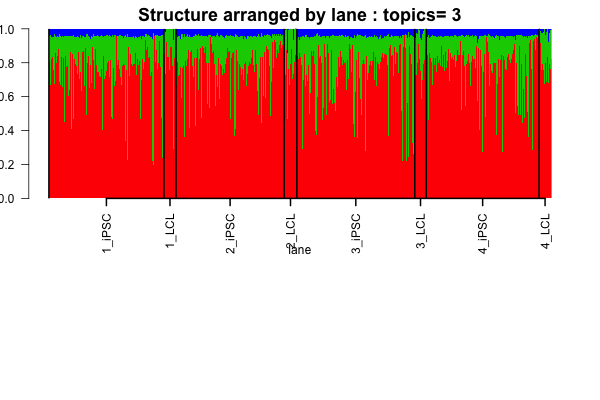 Structure arranged by lane : topics= 3
1.0
0.8
0.6
0.4
0.2
0.0
1_iPSC
1_LCL
2_iPSC
2_LCL
3_iPSC
3_LCL
4_iPSC
4_LCL
lane